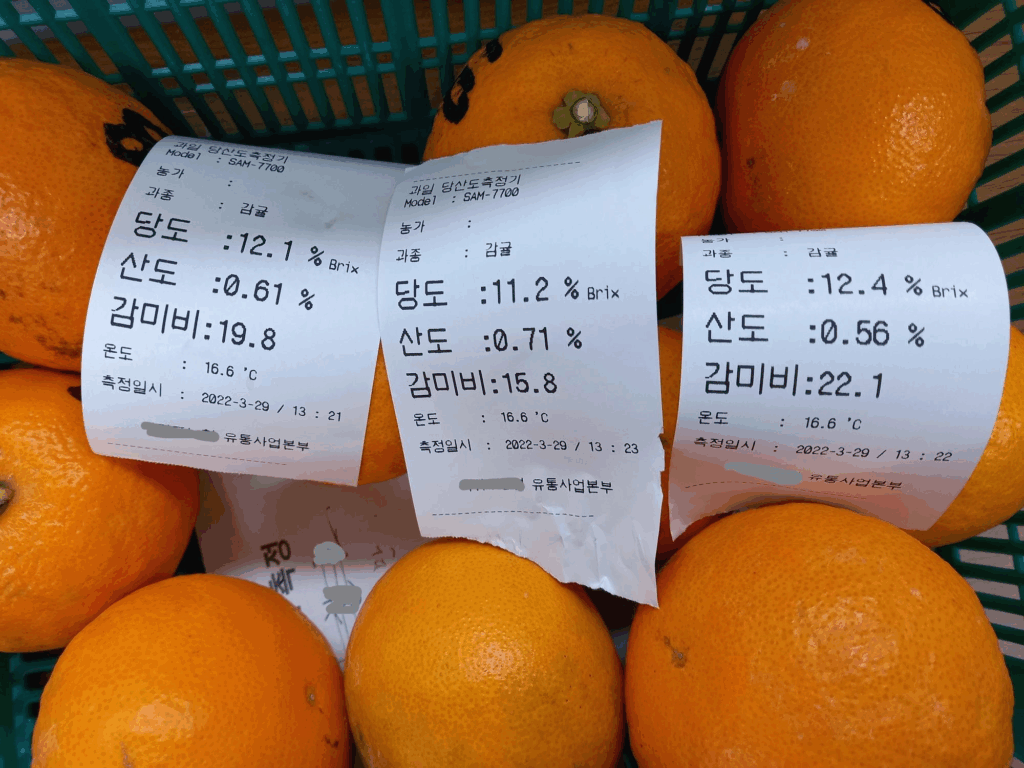 과일 당산도측정기
Model : SAM-7700
농가 :
과종 : 감귤
당도 :12.1 % Brix
산도 :0.61 %
감미비:19.8
온도 : 16.6 'C
측정일시 : 2022-3-29 / 13 : 21
유통사업본부
과일 당산도측정기
Model : SAM-7700
농가 :
과종 : 감귤
당도 :11.2 % Brix
산도 :0.71 %
감미비:15.8
온도 : 16.6 'C
측정일시 : 2022-3-29 / 13 : 23
유통사업본부
농가 :
과종 : 감귤
당도 :12.4 % Brix
산도 :0.56 %
감미비:22.1
온도 : 16.6 'C
측정일시 : 2022-3-29 / 13 : 22
유통사업본부
측정